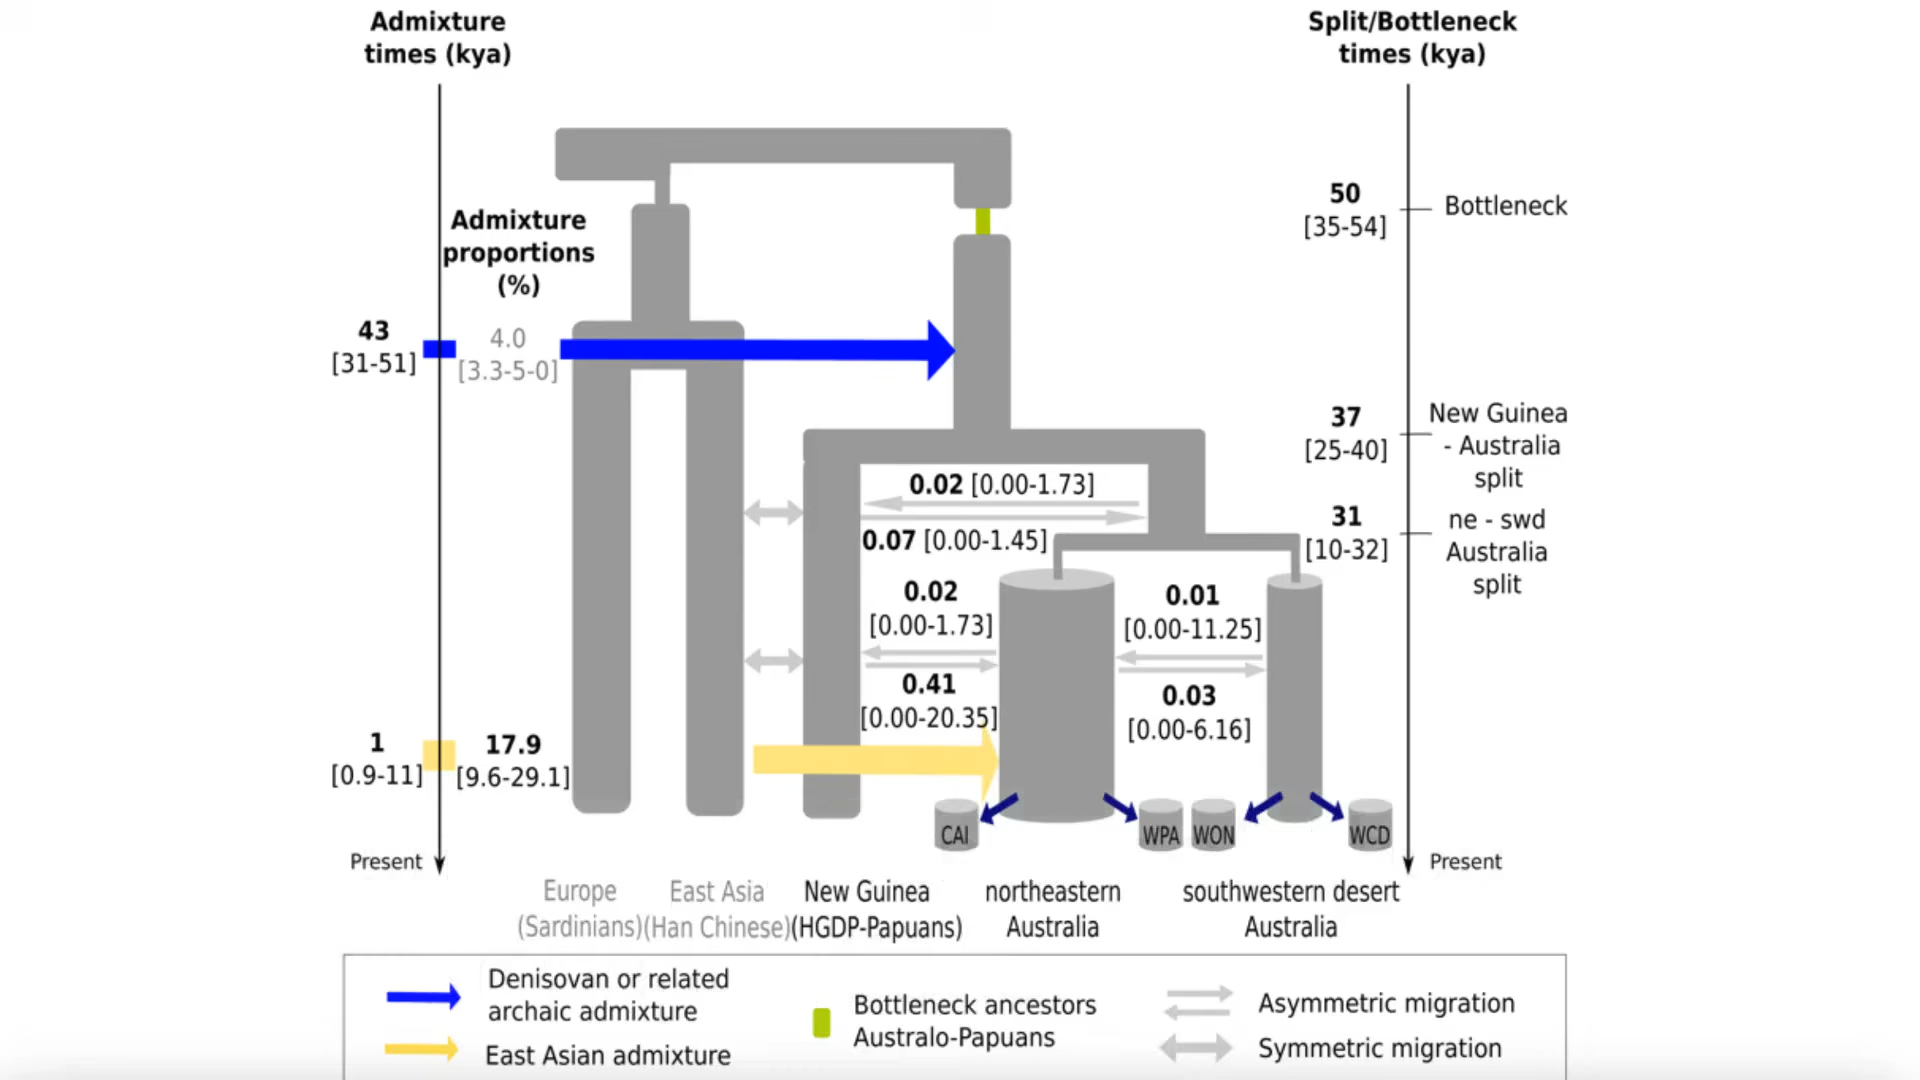 Admixture
times (kya)
Split/Bottleneck
times (kya)
Admixture
proportions
(%)
50
[35-54]
Bottleneck
43
[31-51]
4.0
[3.3-5-0]
37
[25-40]
New Guinea
- Australia
split
0.02 [0.00-1.73]
0.07 [0.00-1.45]
31
[10-32]
ne - swd
Australia
split
0.02
[0.00-1.73]
0.01
[0.00-11.25]
0.41
[0.00-20.35]
0.03
[0.00-6.16]
1
[0.9-11]
17.9
[9.6-29.1]
CAI
WPA
WON
WCD
Present
Present
Europe
(Sardinians)
East Asia
(Han Chinese)
New Guinea
(HGDP-Papuans)
northeastern
Australia
southwestern desert
Australia
Denisovan or related
archaic admixture
East Asian admixture
Bottleneck ancestors
Australo-Papuans
Asymmetric migration
Symmetric migration